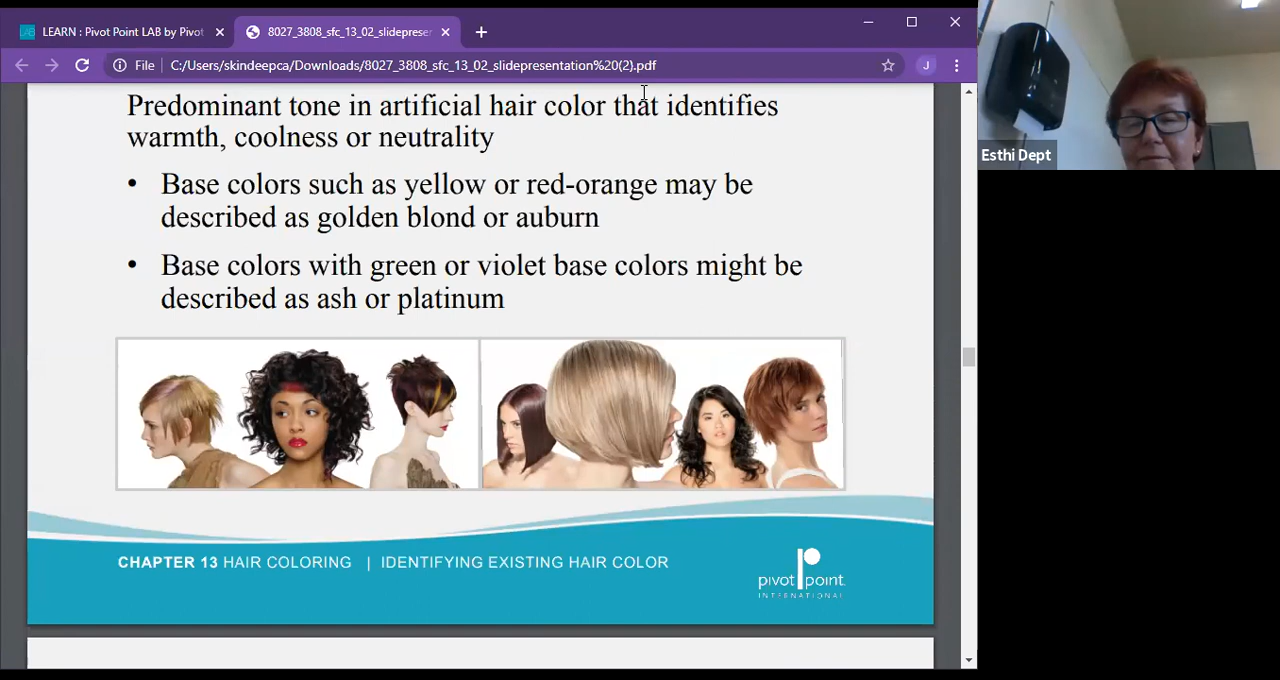 LEARN : Pivot Point LAB by Pivot
8027_3808_sfc_13_02_slidepreser
File C:/Users/skindeepca/Downloads/8027_3808_sfc_13_02_slidepresentation%20(2).pdf
J
Predominant tone in artificial hair color that identifies
warmth, coolness or neutrality
• Base colors such as yellow or red-orange may be
described as golden blond or auburn
• Base colors with green or violet base colors might be
described as ash or platinum
CHAPTER 13 HAIR COLORING | IDENTIFYING EXISTING HAIR COLOR
pivot point
INTERNATIONAL
Esthi Dept